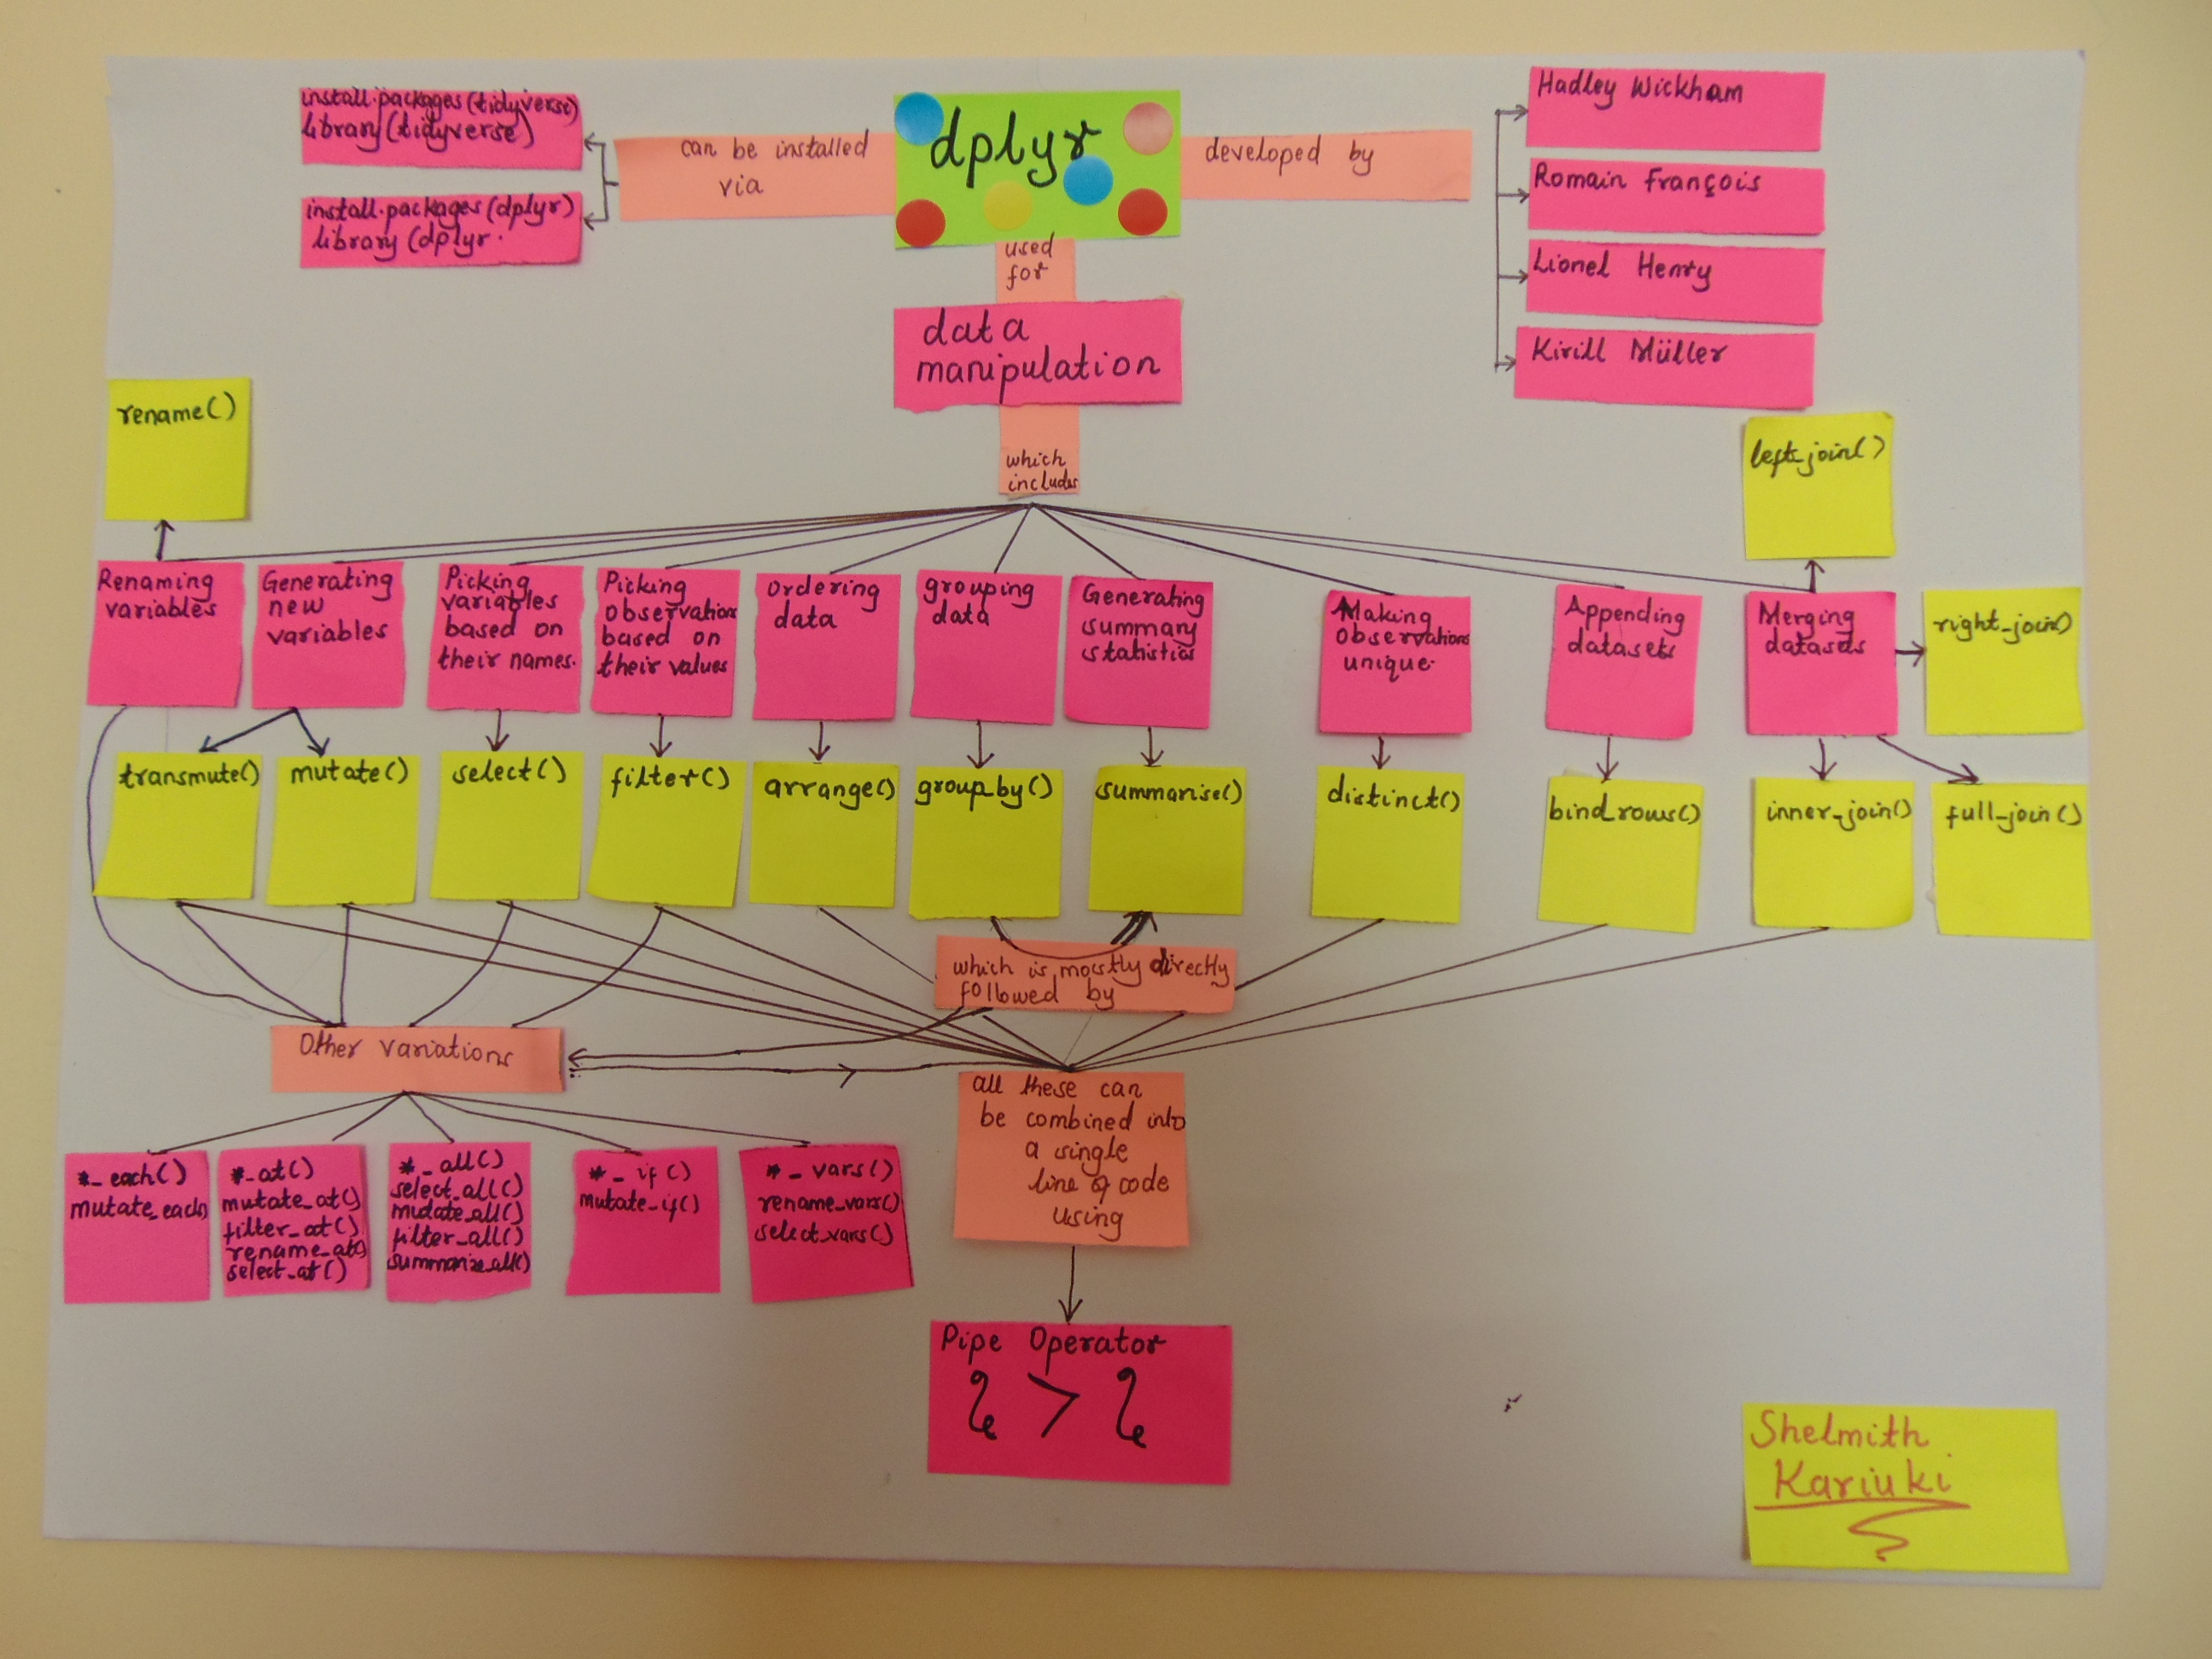 install.packages(tidyverse)
library(tidyverse)
install.packages(dplyr)
library(dplyr.
can be installed
via
dplyr
developed by
Hadley Wickham
Romain François
Lionel Henry
Kirill Müller
used
for
data
manipulation
which
includes
rename()
left_join()
Renaming
variables
Generating
new
variables
Picking
variables
based on
their names.
Picking
observations
based on
their values
Ordering
data
grouping
data
Generating
summary
statistics
Making
observations
unique.
Appending
datasets
Merging
datasets
right_join()
transmute()
mutate()
select()
filter()
arrange()
group_by()
summarise()
distinct()
bind_rows()
inner_join()
full_join()
which is mostly directly
followed by
Other variations
all these can
be combined into
a single
line of code
using
*_each()
mutate_each()
*_at()
mutate_at()
filter_at()
rename_at()
select_at()
*_all()
select_all()
mutate_all()
filter_all()
summarize_all()
*_if()
mutate_if()
*_vars()
rename_vars()
select_vars()
Pipe Operator
% > %
Shelmith
Kariuki